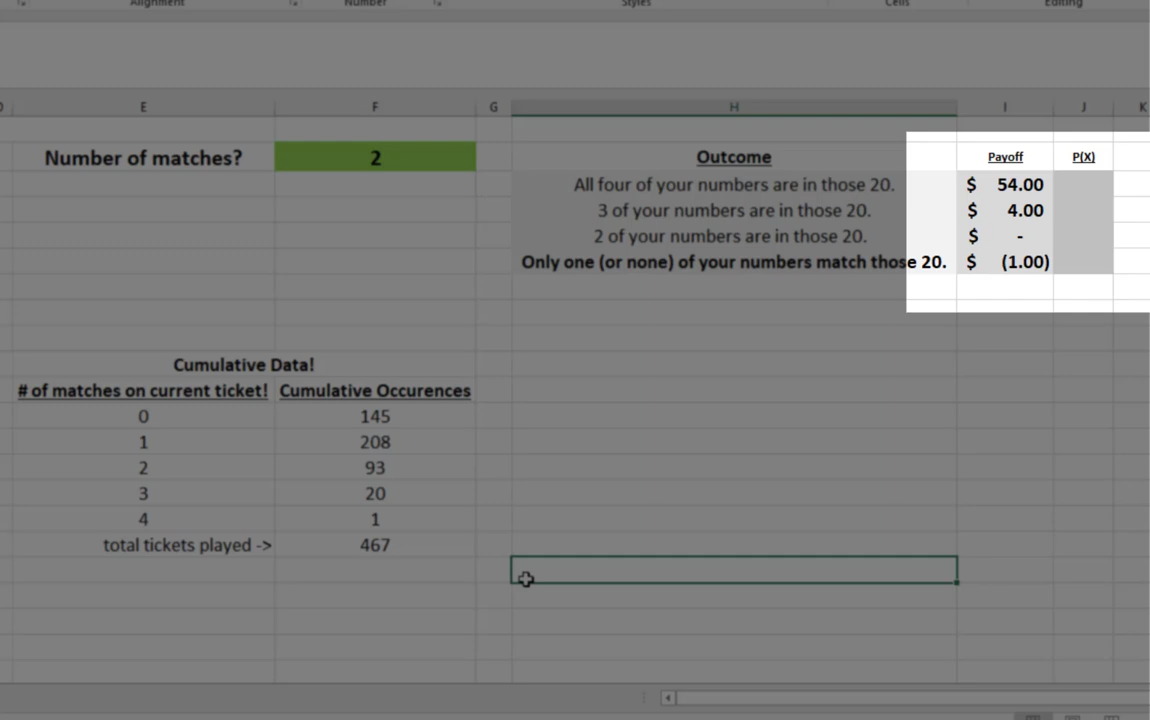 Alignment Number Styles Cells Editing
E F G H I J K
Number of matches? 2 Outcome Payoff P(X)
All four of your numbers are in those 20. $ 54.00
3 of your numbers are in those 20. $ 4.00
2 of your numbers are in those 20. $ -
Only one (or none) of your numbers match those 20. $ (1.00)
Cumulative Data!
# of matches on current ticket! Cumulative Occurences
0 145
1 208
2 93
3 20
4 1
total tickets played -> 467